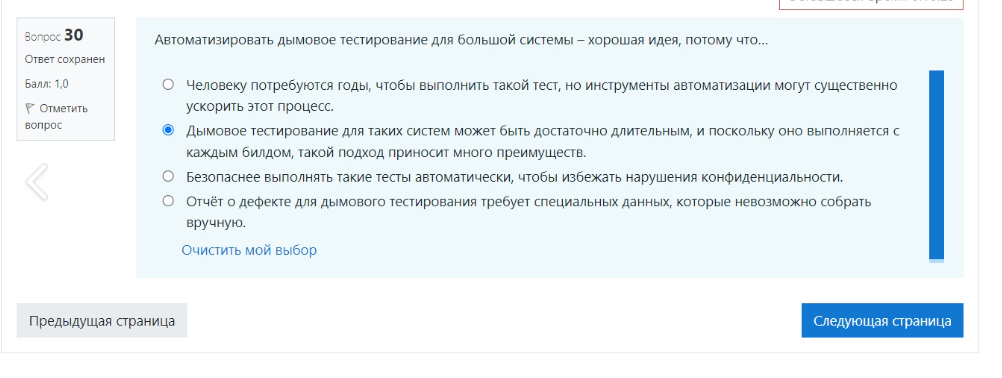 Вопрос 30
Ответ сохранен
Балл: 1,0
Отметить
вопрос
Автоматизировать дымовое тестирование для большой системы – хорошая идея, потому что...
Человеку потребуются годы, чтобы выполнить такой тест, но инструменты автоматизации могут существенно
ускорить этот процесс.
Дымовое тестирование для таких систем может быть достаточно длительным, и поскольку оно выполняется с
каждым билдом, такой подход приносит много преимуществ.
Безопаснее выполнять такие тесты автоматически, чтобы избежать нарушения конфиденциальности.
Отчёт о дефекте для дымового тестирования требует специальных данных, которые невозможно собрать
вручную.
Очистить мой выбор
Предыдущая страница
Следующая страница